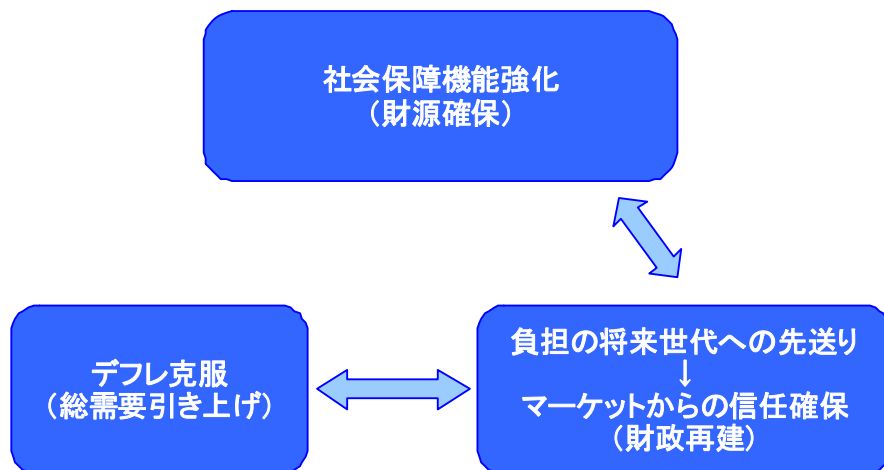 社会保障機能強化
（財源確保）
デフレ克服
（総需要引き上げ）
負担の将来世代への先送り
↓
マーケットからの信任確保
（財政再建）